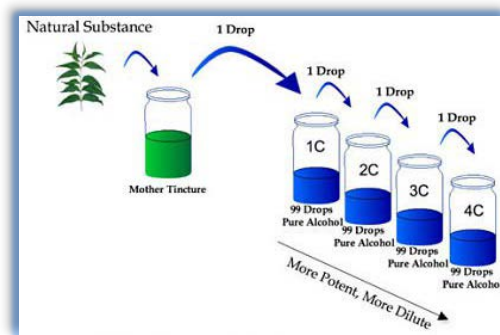 Natural Substance
1 Drop
1 Drop
1 Drop
1 Drop
Mother Tincture
1C
2C
3C
4C
99 Drops
Pure Alcohol
99 Drops
Pure Alcohol
99 Drops
Pure Alcohol
99 Drops
Pure Alcoho
More Potent, More Dilute